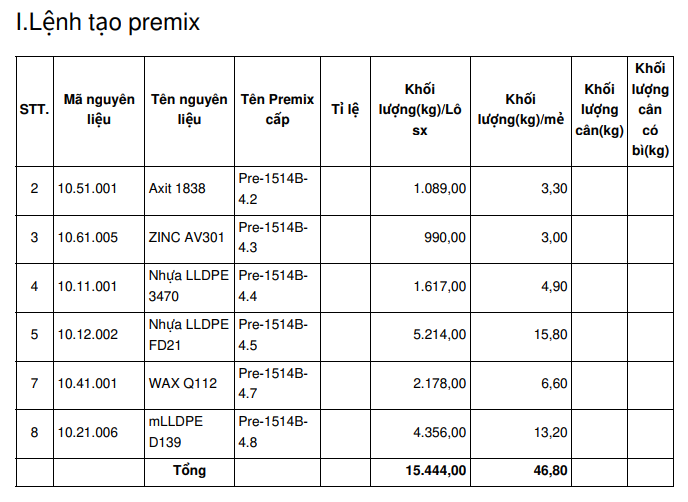 I.Lệnh tạo premix
STT. Mã nguyên liệu Tên nguyên liệu Tên Premix cấp Tỉ lệ Khối lượng(kg)/Lô sx Khối lượng(kg)/mẻ Khối lượng cân(kg) Khối lượng cân có bì(kg)
2 10.51.001 Axit 1838 Pre-1514B-4.2 1.089,00 3,30
3 10.61.005 ZINC AV301 Pre-1514B-4.3 990,00 3,00
4 10.11.001 Nhựa LLDPE 3470 Pre-1514B-4.4 1.617,00 4,90
5 10.12.002 Nhựa LLDPE FD21 Pre-1514B-4.5 5.214,00 15,80
7 10.41.001 WAX Q112 Pre-1514B-4.7 2.178,00 6,60
8 10.21.006 mLLDPE D139 Pre-1514B-4.8 4.356,00 13,20
Tổng 15.444,00 46,80